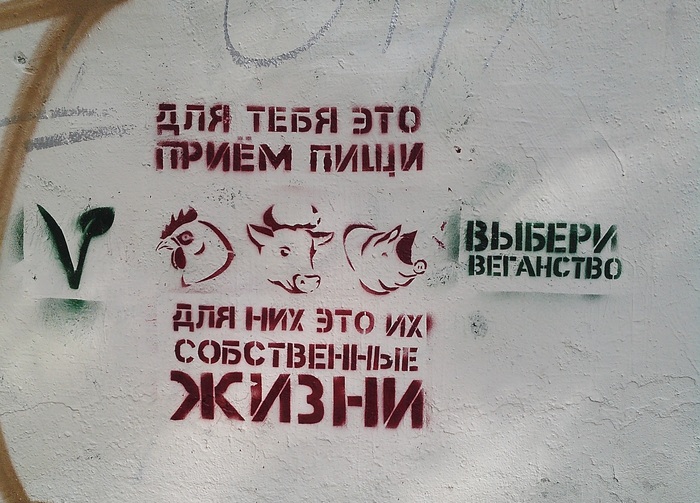 ДЛЯ ТЕБЯ ЭТО
ПРИЁМ ПИЩИ
V
ВЫБЕРИ
ВЕГАНСТВО
ДЛЯ НИХ ЭТО ИХ
СОБСТВЕННЫЕ
ЖИЗНИ